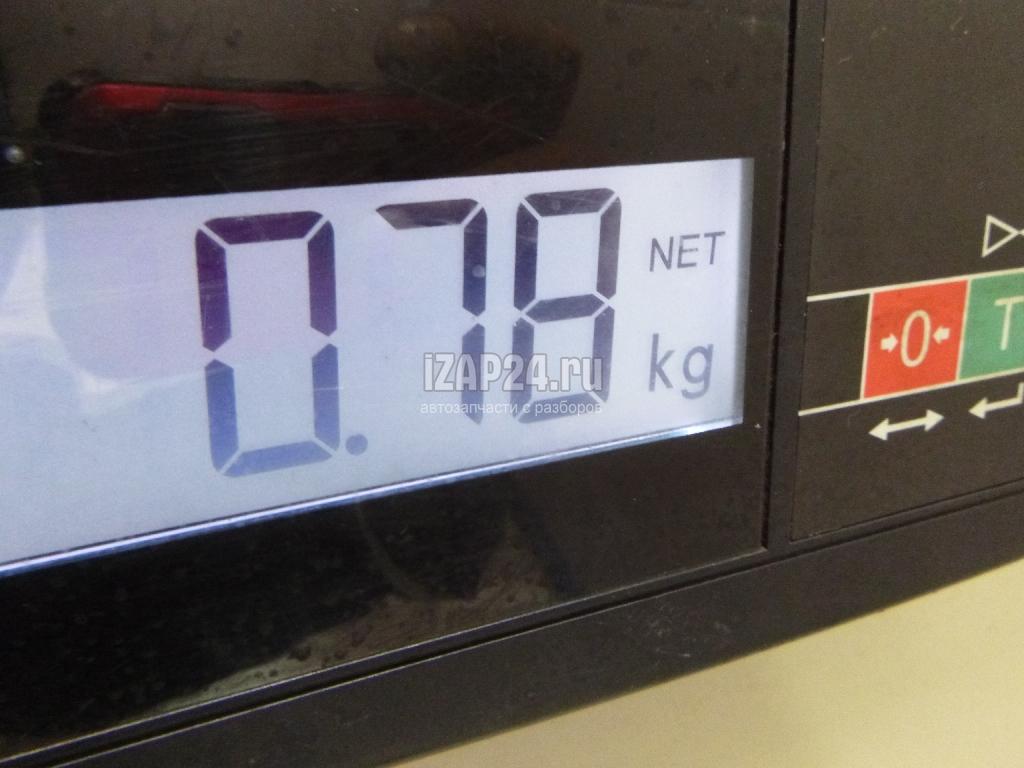 0.78
NET
kg
iZAP24.ru
автозапчасти с разборов
0
T